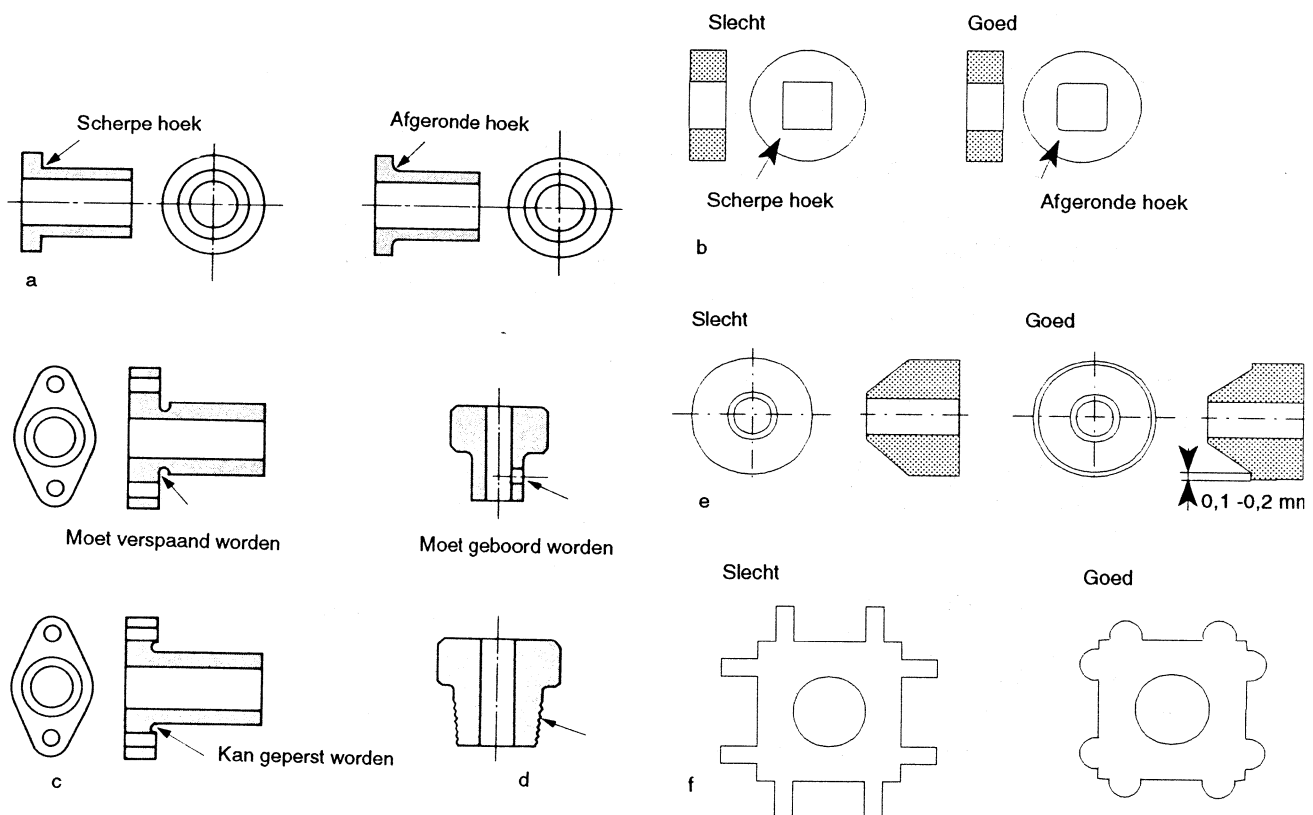 Scherpe hoek
Afgeronde hoek
a
Slecht
Goed
Scherpe hoek
Afgeronde hoek
b
Moet verspaand worden
Moet geboord worden
Kan geperst worden
c
d
Slecht
Goed
e
0,1 -0,2 mm
Slecht
Goed
f